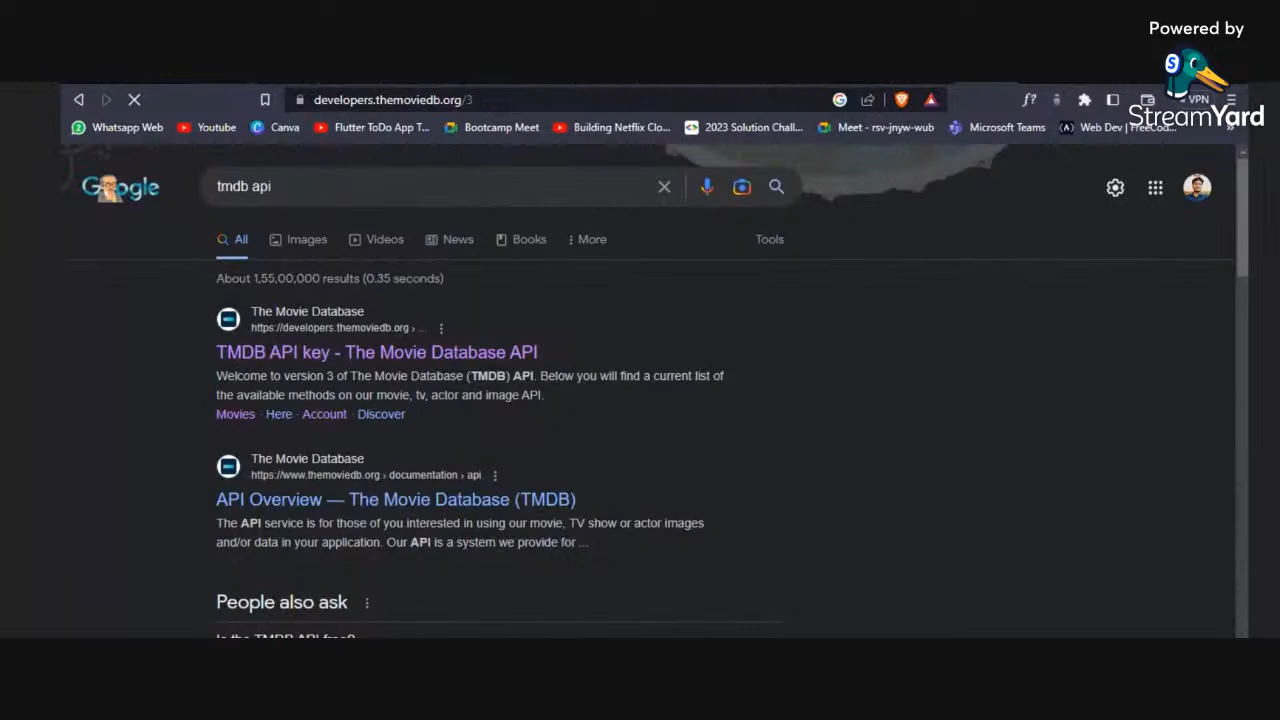 Powered by
StreamYard
developers.themoviedb.org/3
VPN
Whatsapp Web
Youtube
Canva
Flutter ToDo App T...
Bootcamp Meet
Building Netflix Clo...
2023 Solution Chall...
Meet - rsv-jnyw-wub
Microsoft Teams
Web Dev | FreeCod...
Google
tmdb api
All
Images
Videos
News
Books
More
Tools
About 1,55,00,000 results (0.35 seconds)
The Movie Database
https://developers.themoviedb.org › ...
TMDB API key - The Movie Database API
Welcome to version 3 of The Movie Database (TMDB) API. Below you will find a current list of
the available methods on our movie, tv, actor and image API.
Movies · Here · Account · Discover
The Movie Database
https://www.themoviedb.org › documentation › api
API Overview — The Movie Database (TMDB)
The API service is for those of you interested in using our movie, TV show or actor images
and/or data in your application. Our API is a system we provide for ...
People also ask
Is the TMDB API free?